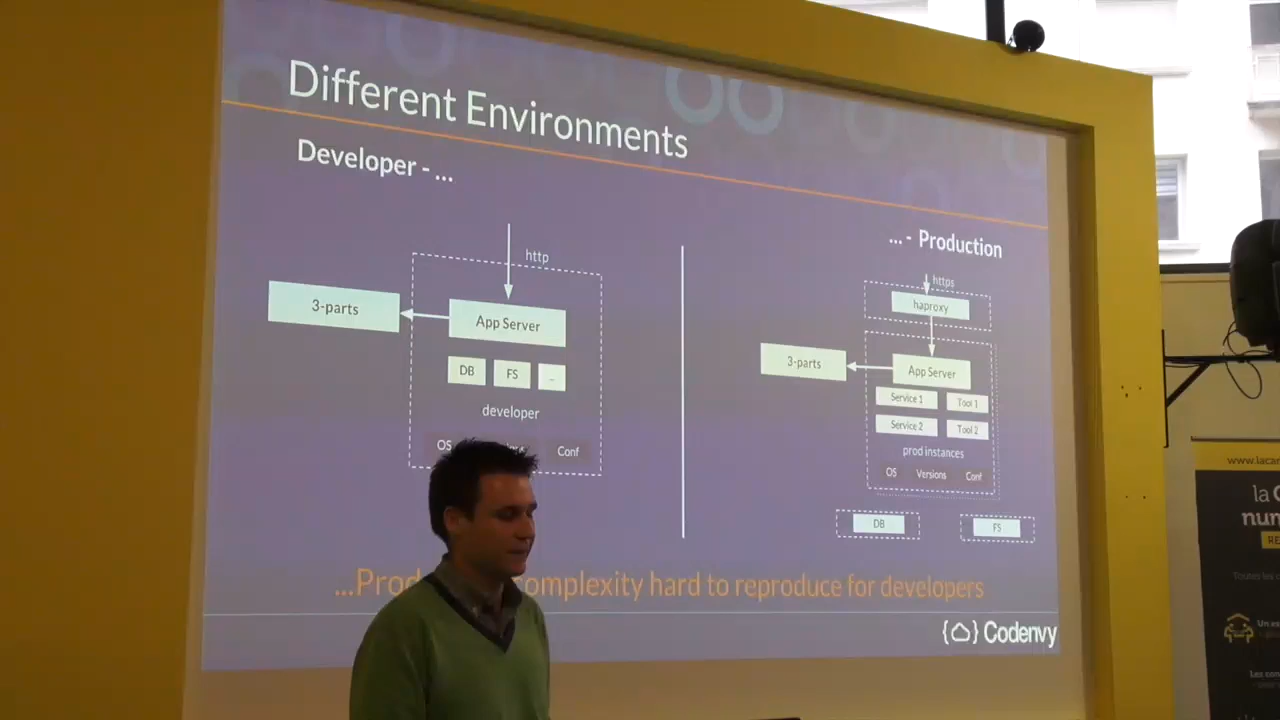 Different Environments
Developer - ...
http
3-parts
App Server
DB
FS
...
developer
OS
Conf
... - Production
https
haproxy
3-parts
App Server
Service 1
Tool 1
Service 2
Tool 2
prod instances
OS
Versions
Conf
DB
FS
complexity hard to reproduce for developers
{ } Codenvy